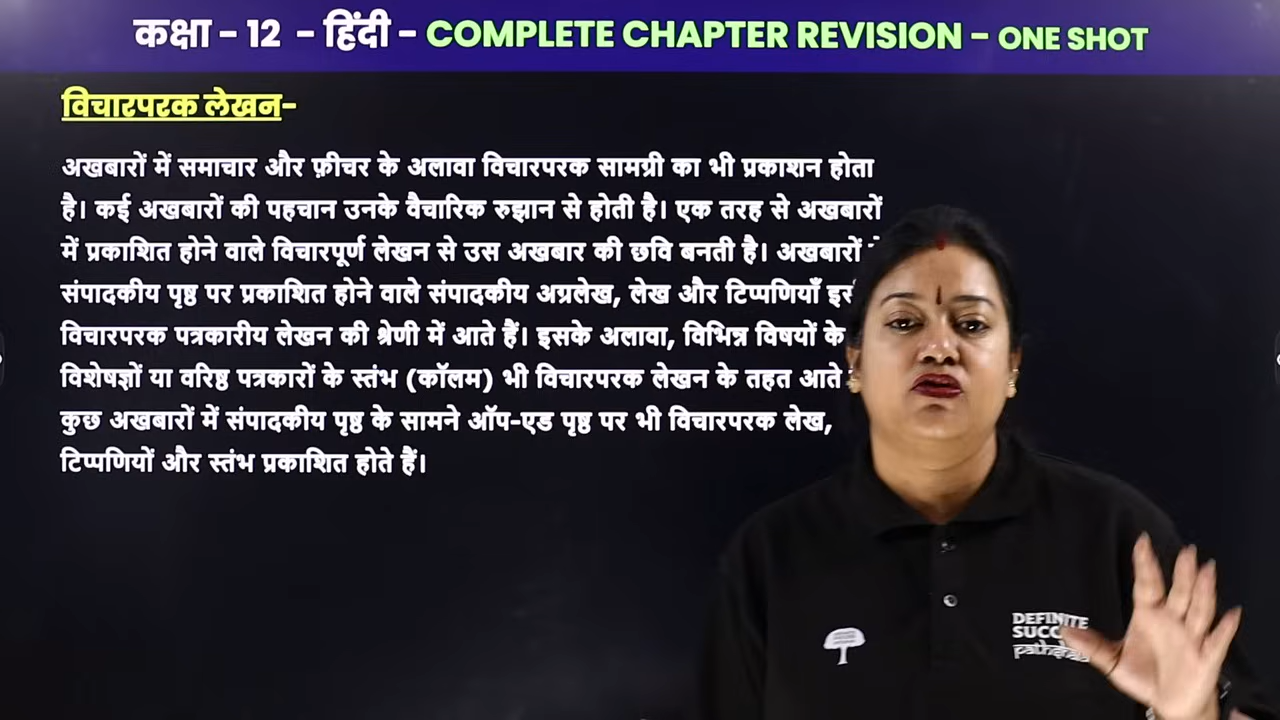 कक्षा - 12 - हिंदी - COMPLETE CHAPTER REVISION - ONE SHOT
विचारपरक लेखन-
अखबारों में समाचार और फ़ीचर के अलावा विचारपरक सामग्री का भी प्रकाशन होता
है। कई अखबारों की पहचान उनके वैचारिक रुझान से होती है। एक तरह से अखबारों
में प्रकाशित होने वाले विचारपूर्ण लेखन से उस अखबार की छवि बनती है। अखबारों
संपादकीय पृष्ठ पर प्रकाशित होने वाले संपादकीय अग्रलेख, लेख और टिप्पणियाँ
विचारपरक पत्रकारीय लेखन की श्रेणी में आते हैं। इसके अलावा, विभिन्न विषयों के
विशेषज्ञों या वरिष्ठ पत्रकारों के स्तंभ (कॉलम) भी विचारपरक लेखन के तहत आते
कुछ अखबारों में संपादकीय पृष्ठ के सामने ऑप-एड पृष्ठ पर भी विचारपरक लेख,
टिप्पणियों और स्तंभ प्रकाशित होते हैं।
DEFINITE